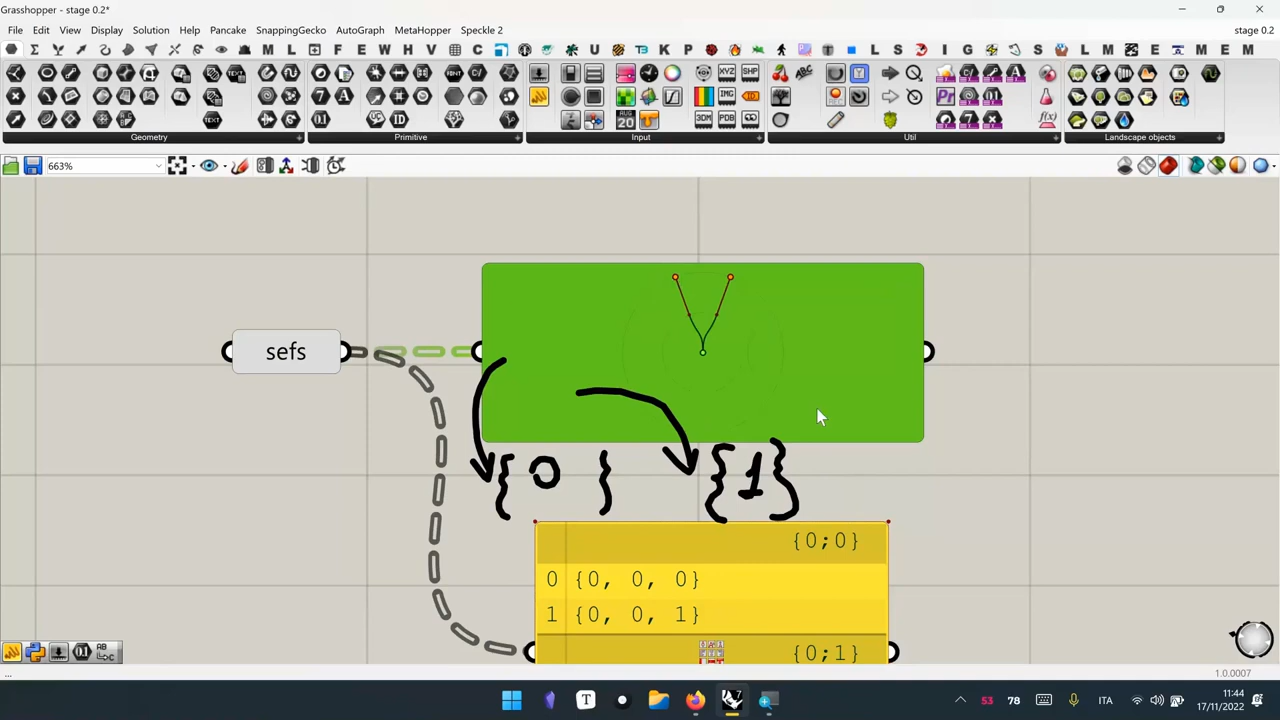 Grasshopper - stage 0.2*
File Edit View Display Solution Help Pancake SnappingGecko AutoGraph MetaHopper Speckle 2 stage 0.2
Geometry Primitive Input Util Landscape objects
663%
sefs
{ 0 } {1}
{0;0}
0 {0, 0, 0}
1 {0, 0, 1}
{0;1}
...
1.0.0007
53 78 ITA 11:44
17/11/2022